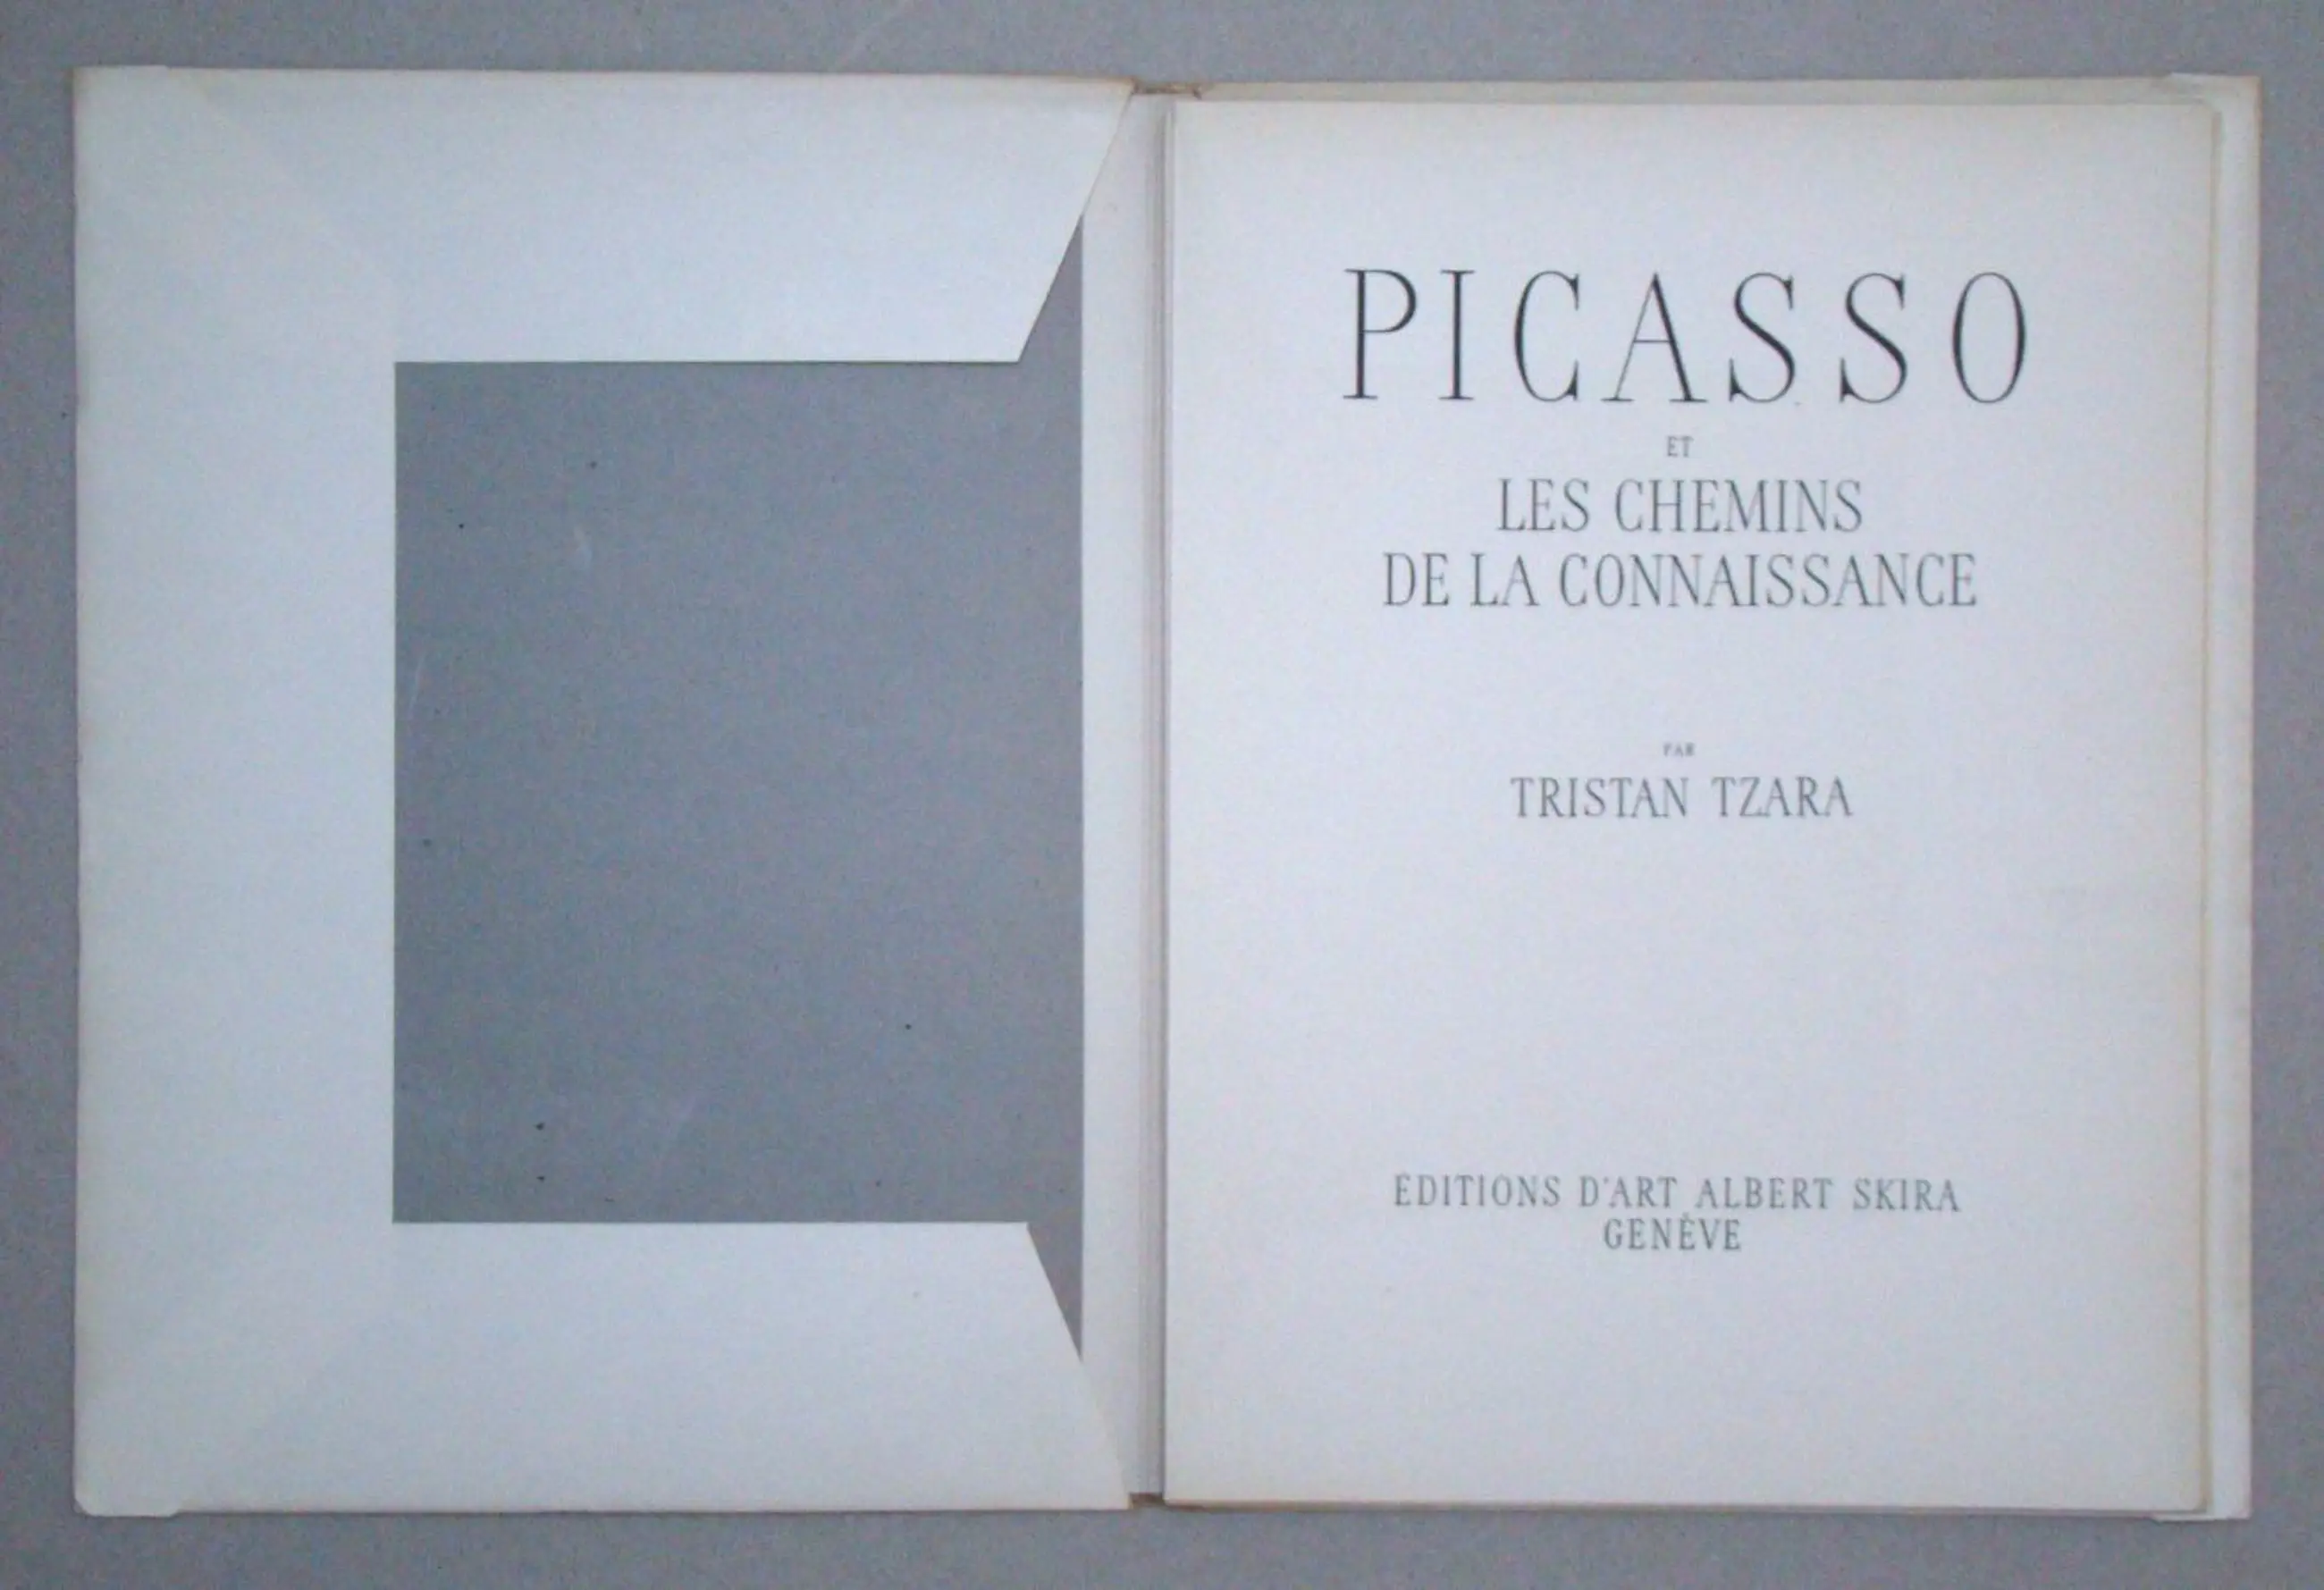 PICASSO
ET
LES CHEMINS
DE LA CONNAISSANCE
PAR
TRISTAN TZARA
ÉDITIONS D'ART ALBERT SKIRA
GENÈVE